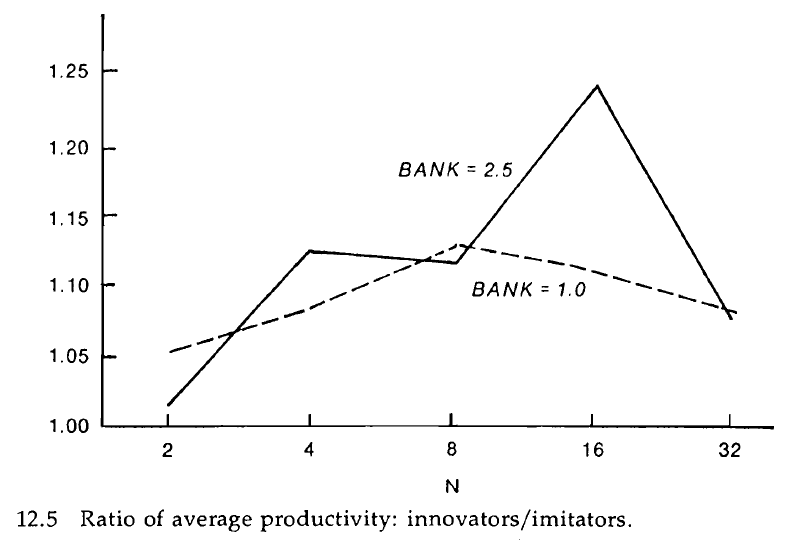 1.25
1.20
BANK = 2.5
1.15
1.10
BANK = 1.0
1.05
1.00
2 4 8 16 32
N
12.5 Ratio of average productivity: innovators/imitators.